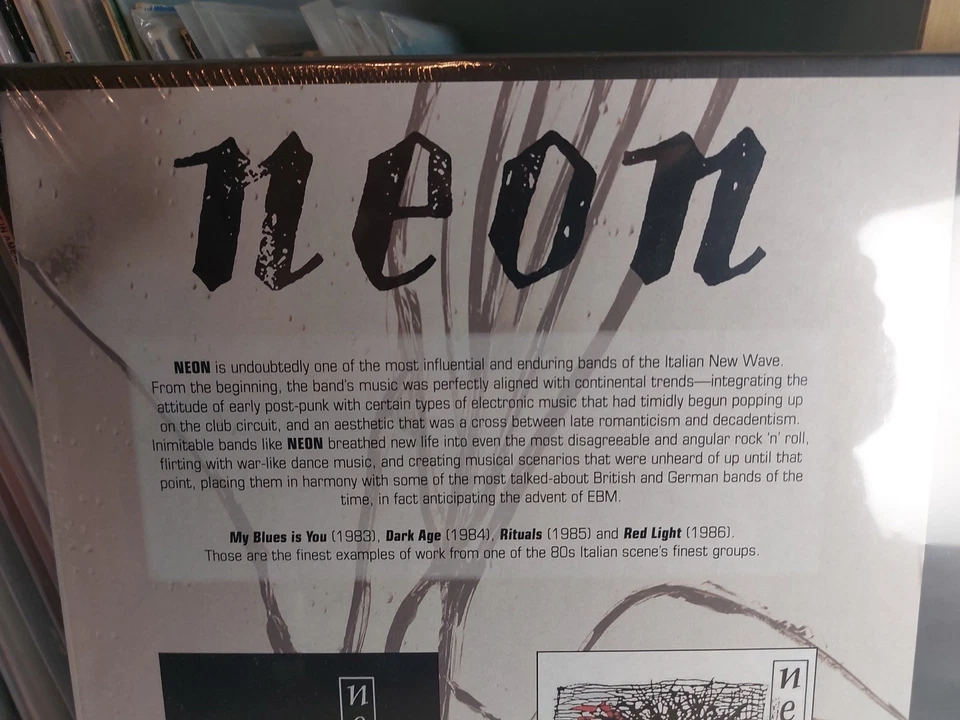 neon
NEON is undoubtedly one of the most influential and enduring bands of the Italian New Wave.
From the beginning, the band's music was perfectly aligned with continental trends—integrating the
attitude of early post-punk with certain types of electronic music that had timidly begun popping up
on the club circuit, and an aesthetic that was a cross between late romanticism and decadentism.
Inimitable bands like NEON breathed new life into even the most disagreeable and angular rock 'n' roll,
flirting with war-like dance music, and creating musical scenarios that were unheard of up until that
point, placing them in harmony with some of the most talked-about British and German bands of the
time, in fact anticipating the advent of EBM.
My Blues is You (1983), Dark Age (1984), Rituals (1985) and Red Light (1986).
Those are the finest examples of work from one of the 80s Italian scene's finest groups.
n
e
n
e